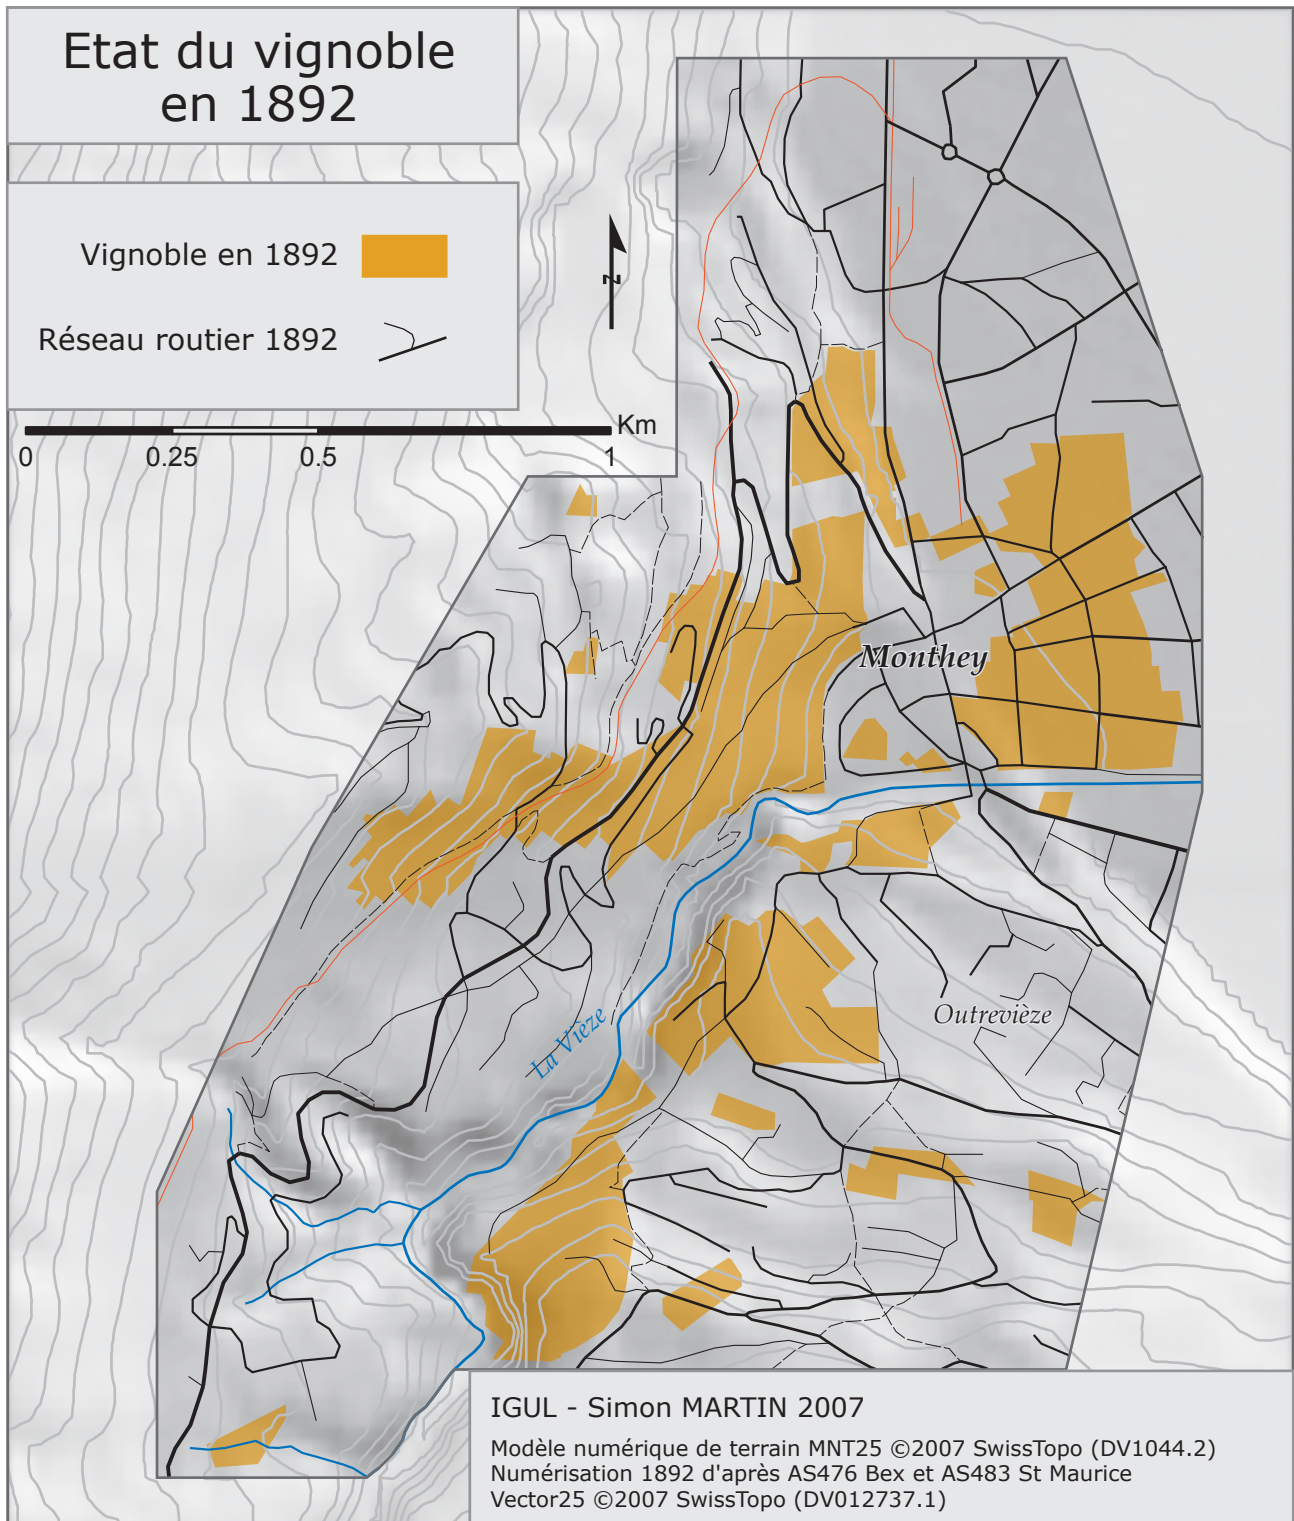 Etat du vignoble
en 1892
Vignoble en 1892
Réseau routier 1892
N
Km
0 0.25 0.5 1
Monthey
Outrevièze
La Vièze
IGUL - Simon MARTIN 2007
Modèle numérique de terrain MNT25 ©2007 SwissTopo (DV1044.2)
Numérisation 1892 d'après AS476 Bex et AS483 St Maurice
Vector25 ©2007 SwissTopo (DV012737.1)